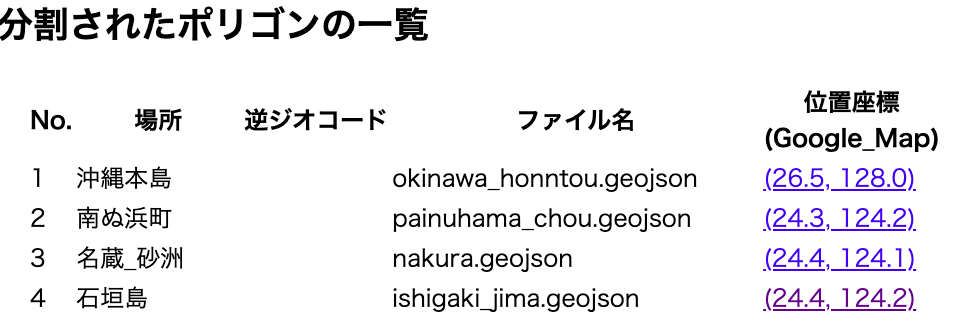 分割されたポリゴンの一覧
No. 場所 逆ジオコード ファイル名 位置座標
(Google_Map)
1 沖縄本島 okinawa_honntou.geojson (26.5, 128.0)
2 南ぬ浜町 painuhama_chou.geojson (24.3, 124.2)
3 名蔵_砂洲 nakura.geojson (24.4, 124.1)
4 石垣島 ishigaki_jima.geojson (24.4, 124.2)